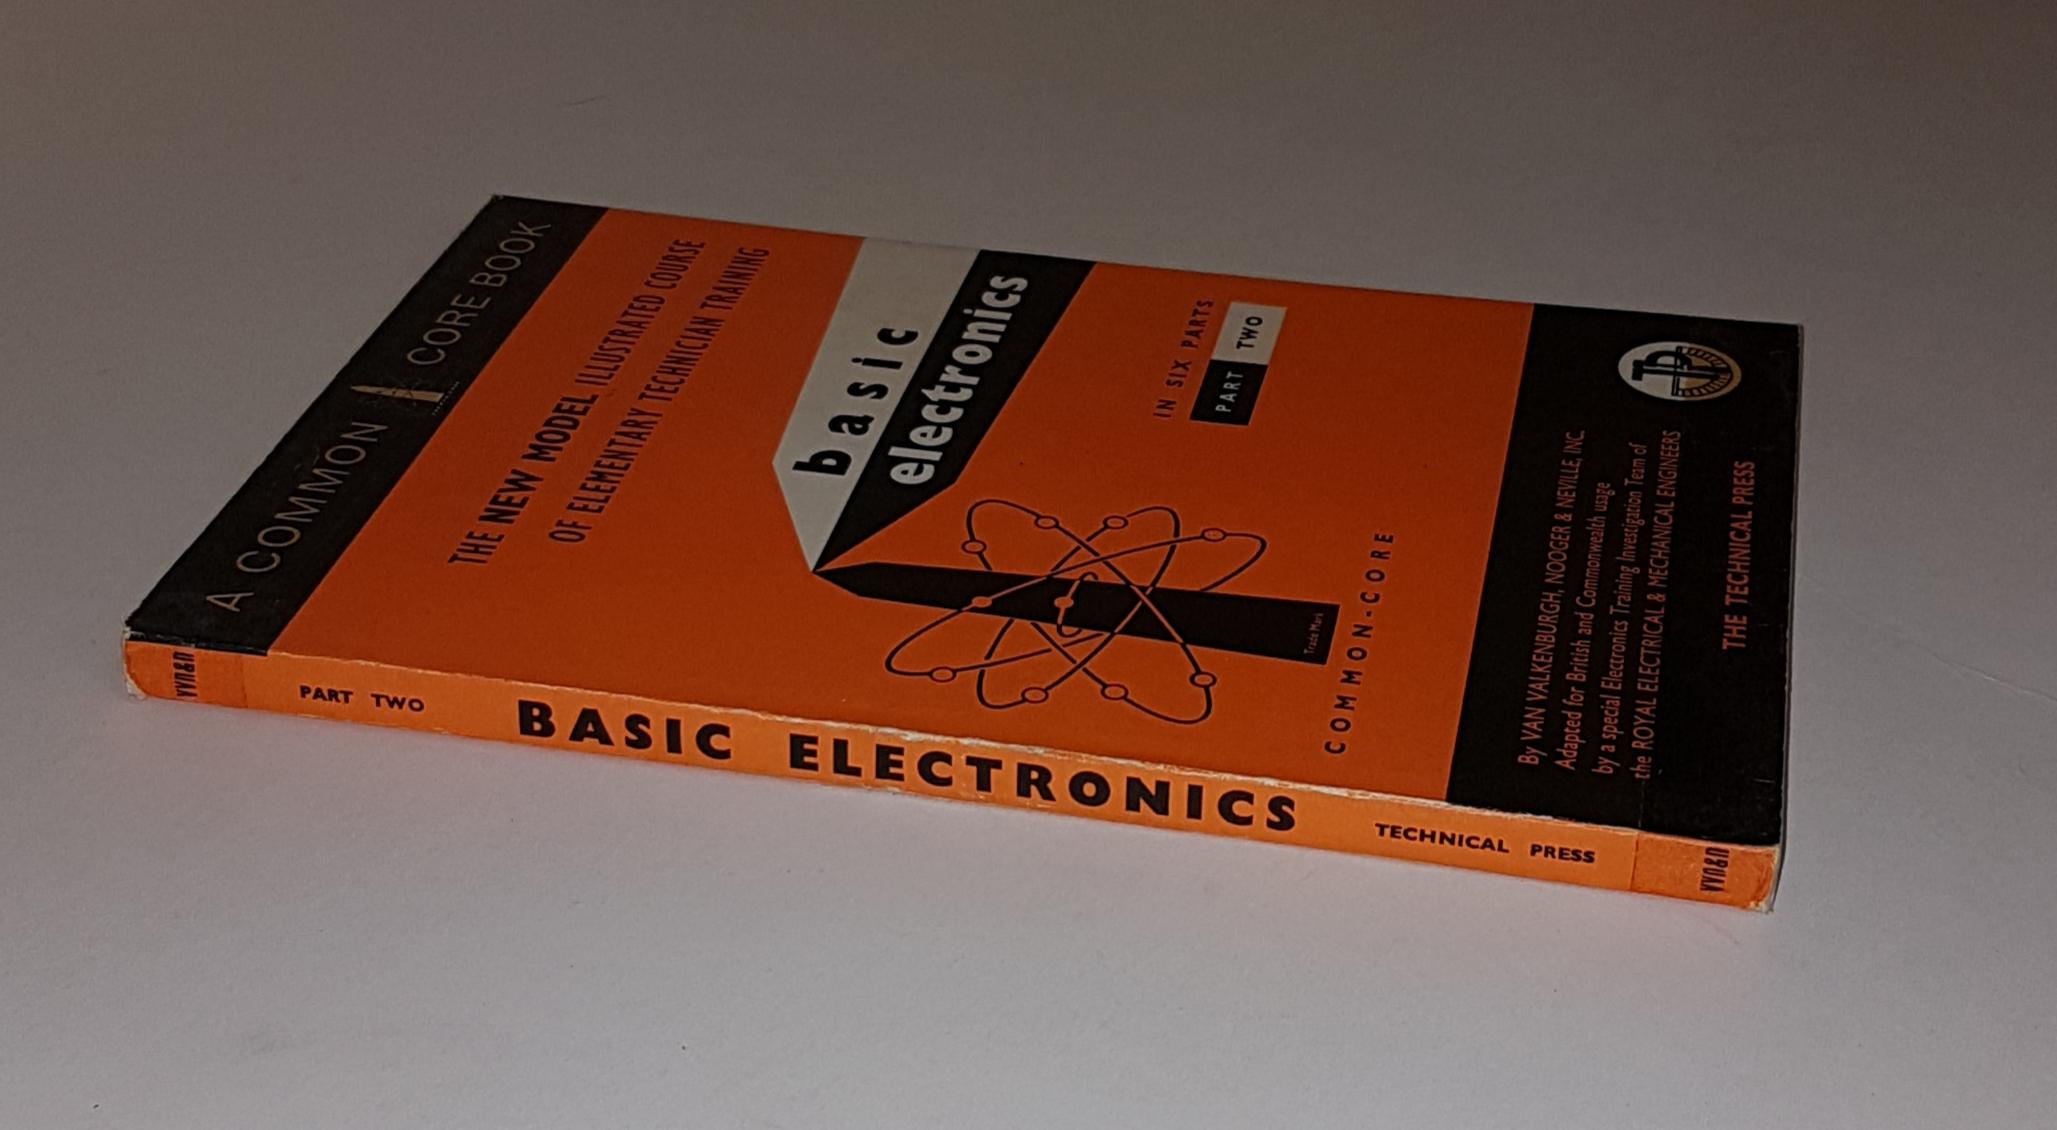 A COMMON CORE BOOK
THE NEW MODEL ILLUSTRATED COURSE
OF ELEMENTARY TECHNICIAN TRAINING
basic
electronics
IN SIX PARTS
PART TWO
Trade Mark
COMMON-CORE
By VAN VALKENBURGH, NOOGER & NEVILLE, INC.
Adapted for British and Commonwealth usage
by a special Electronics Training Investigation Team of
the ROYAL ELECTRICAL & MECHANICAL ENGINEERS
THE TECHNICAL PRESS
PART TWO
BASIC ELECTRONICS
TECHNICAL PRESS